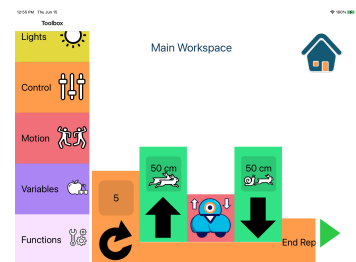 12:55 PM Thu Jun 15
100%
Toolbox
Main Workspace
Lights
Control
Motion
Variables
Functions
5
50 cm
50 cm
End Rep